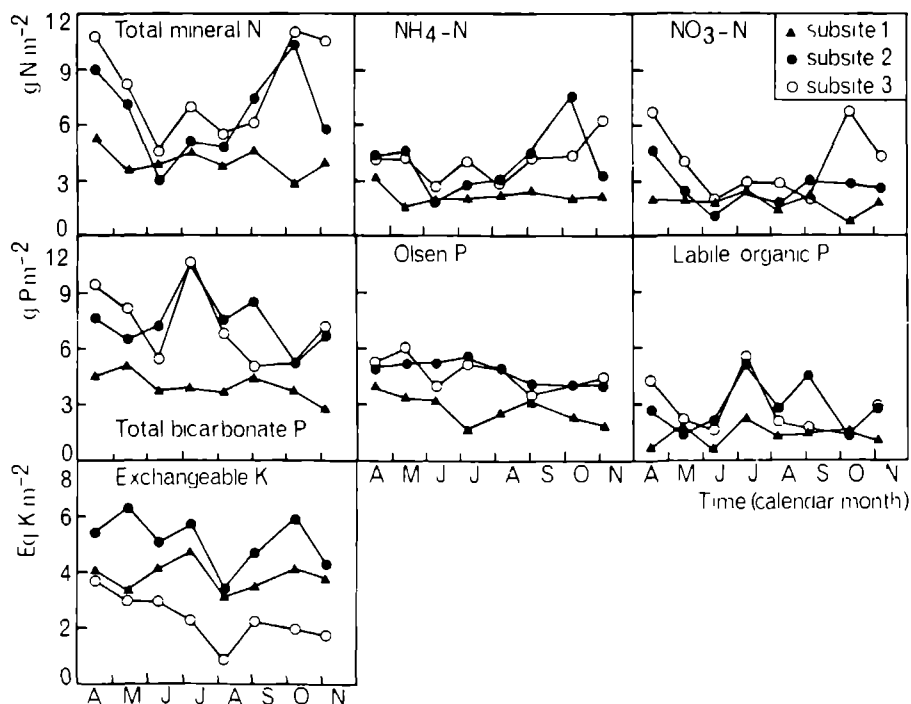 Total mineral N
NH4-N
NO3-N
▲ subsite 1
● subsite 2
○ subsite 3
g N m-2
12
9
6
3
0
Olsen P
Labile organic P
g P m-2
12
9
6
3
0
Total bicarbonate P
A M J J A S O N
A M J J A S O N
Time (calendar month)
Exchangeable K
Eq K m-2
8
6
4
2
0
A M J J A S O N